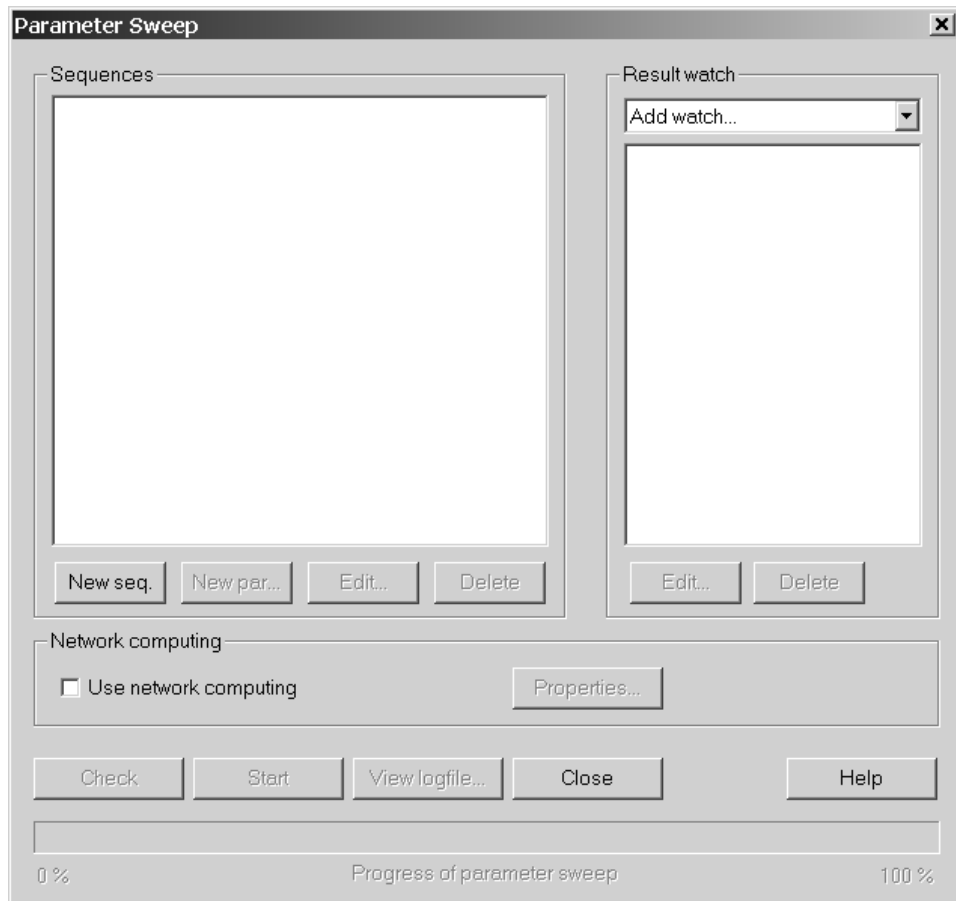 Parameter Sweep
Sequences
New seq.
New par...
Edit...
Delete
Result watch
Add watch...
Edit...
Delete
Network computing
Use network computing
Properties...
Check
Start
View logfile...
Close
Help
0 %
Progress of parameter sweep
100 %